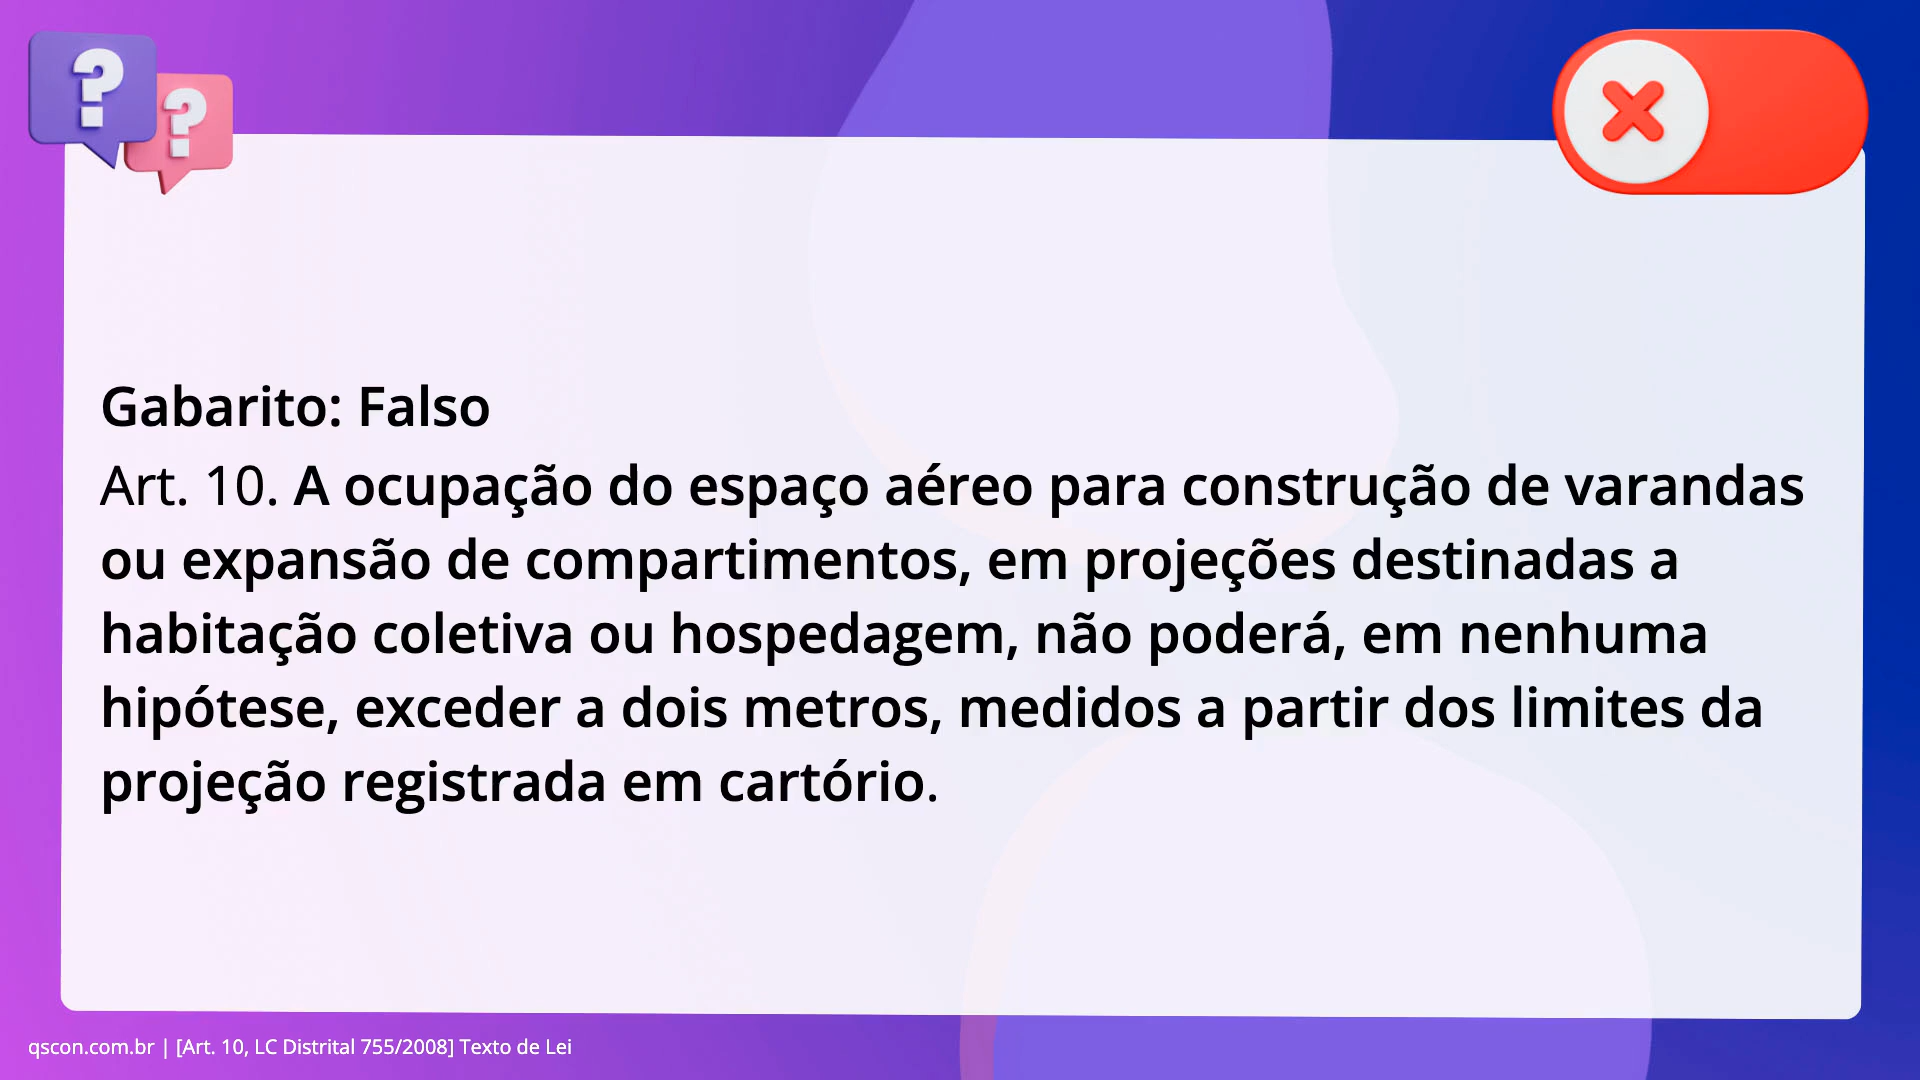 Gabarito: Falso
Art. 10. A ocupação do espaço aéreo para construção de varandas
ou expansão de compartimentos, em projeções destinadas a
habitação coletiva ou hospedagem, não poderá, em nenhuma
hipótese, exceder a dois metros, medidos a partir dos limites da
projeção registrada em cartório.
qscon.com.br | [Art. 10, LC Distrital 755/2008] Texto de Lei